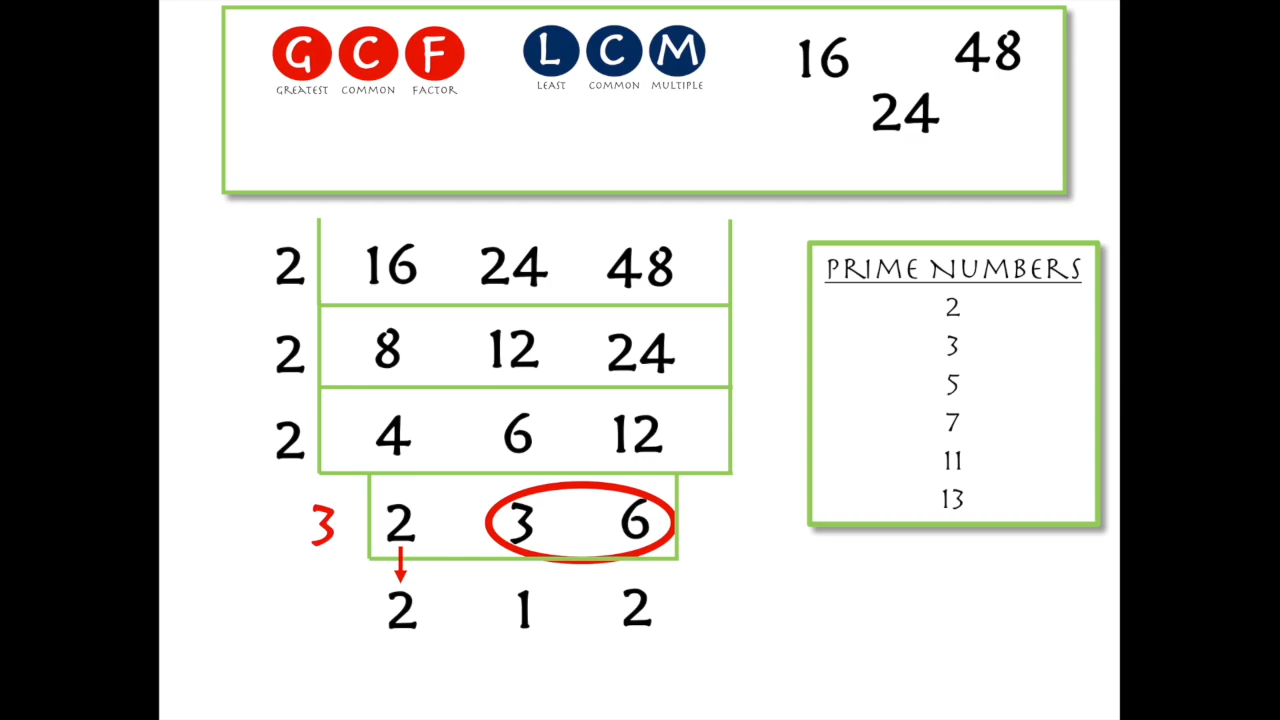 G C F L C M 16 48
GREATEST COMMON FACTOR LEAST COMMON MULTIPLE
24
2 16 24 48
2 8 12 24
2 4 6 12
3 2 3 6
2 1 2
PRIME NUMBERS
2
3
5
7
11
13